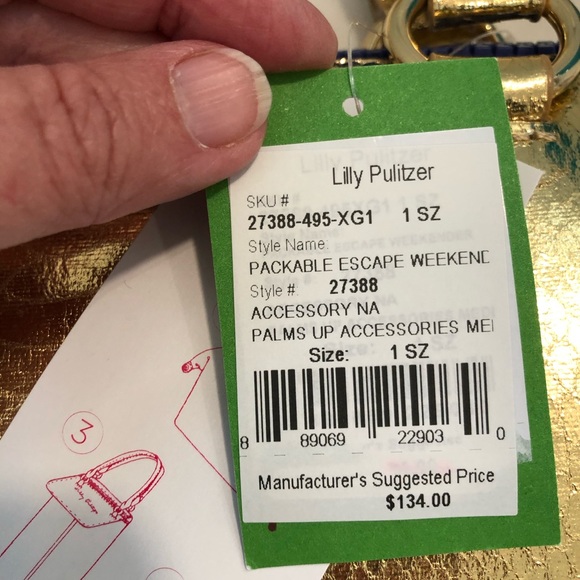 Lilly Pulitzer
SKU #
27388-495-XG1 1 SZ
Style Name:
PACKABLE ESCAPE WEEKEND
Style #: 27388
ACCESSORY NA
PALMS UP ACCESSORIES MEI
Size: 1 SZ
8 89069 22903 0
Manufacturer's Suggested Price
$134.00
3